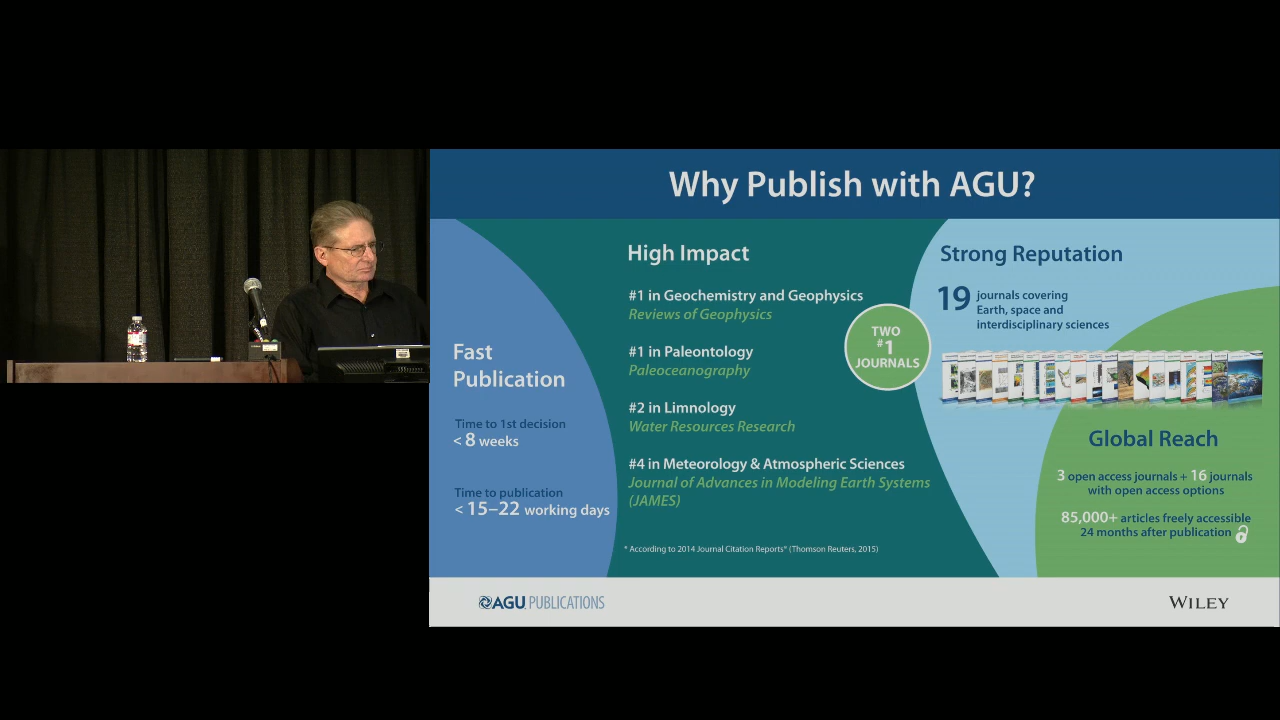 Why Publish with AGU?
Fast
Publication
Time to 1st decision
< 8 weeks
Time to publication
< 15–22 working days
High Impact
#1 in Geochemistry and Geophysics
Reviews of Geophysics
#1 in Paleontology
Paleoceanography
#2 in Limnology
Water Resources Research
#4 in Meteorology & Atmospheric Sciences
Journal of Advances in Modeling Earth Systems
(JAMES)
* According to 2014 Journal Citation Reports® (Thomson Reuters, 2015)
TWO
#1
JOURNALS
Strong Reputation
19 journals covering
Earth, space and
interdisciplinary sciences
Global Reach
3 open access journals + 16 journals
with open access options
85,000+ articles freely accessible
24 months after publication
AGU PUBLICATIONS
WILEY